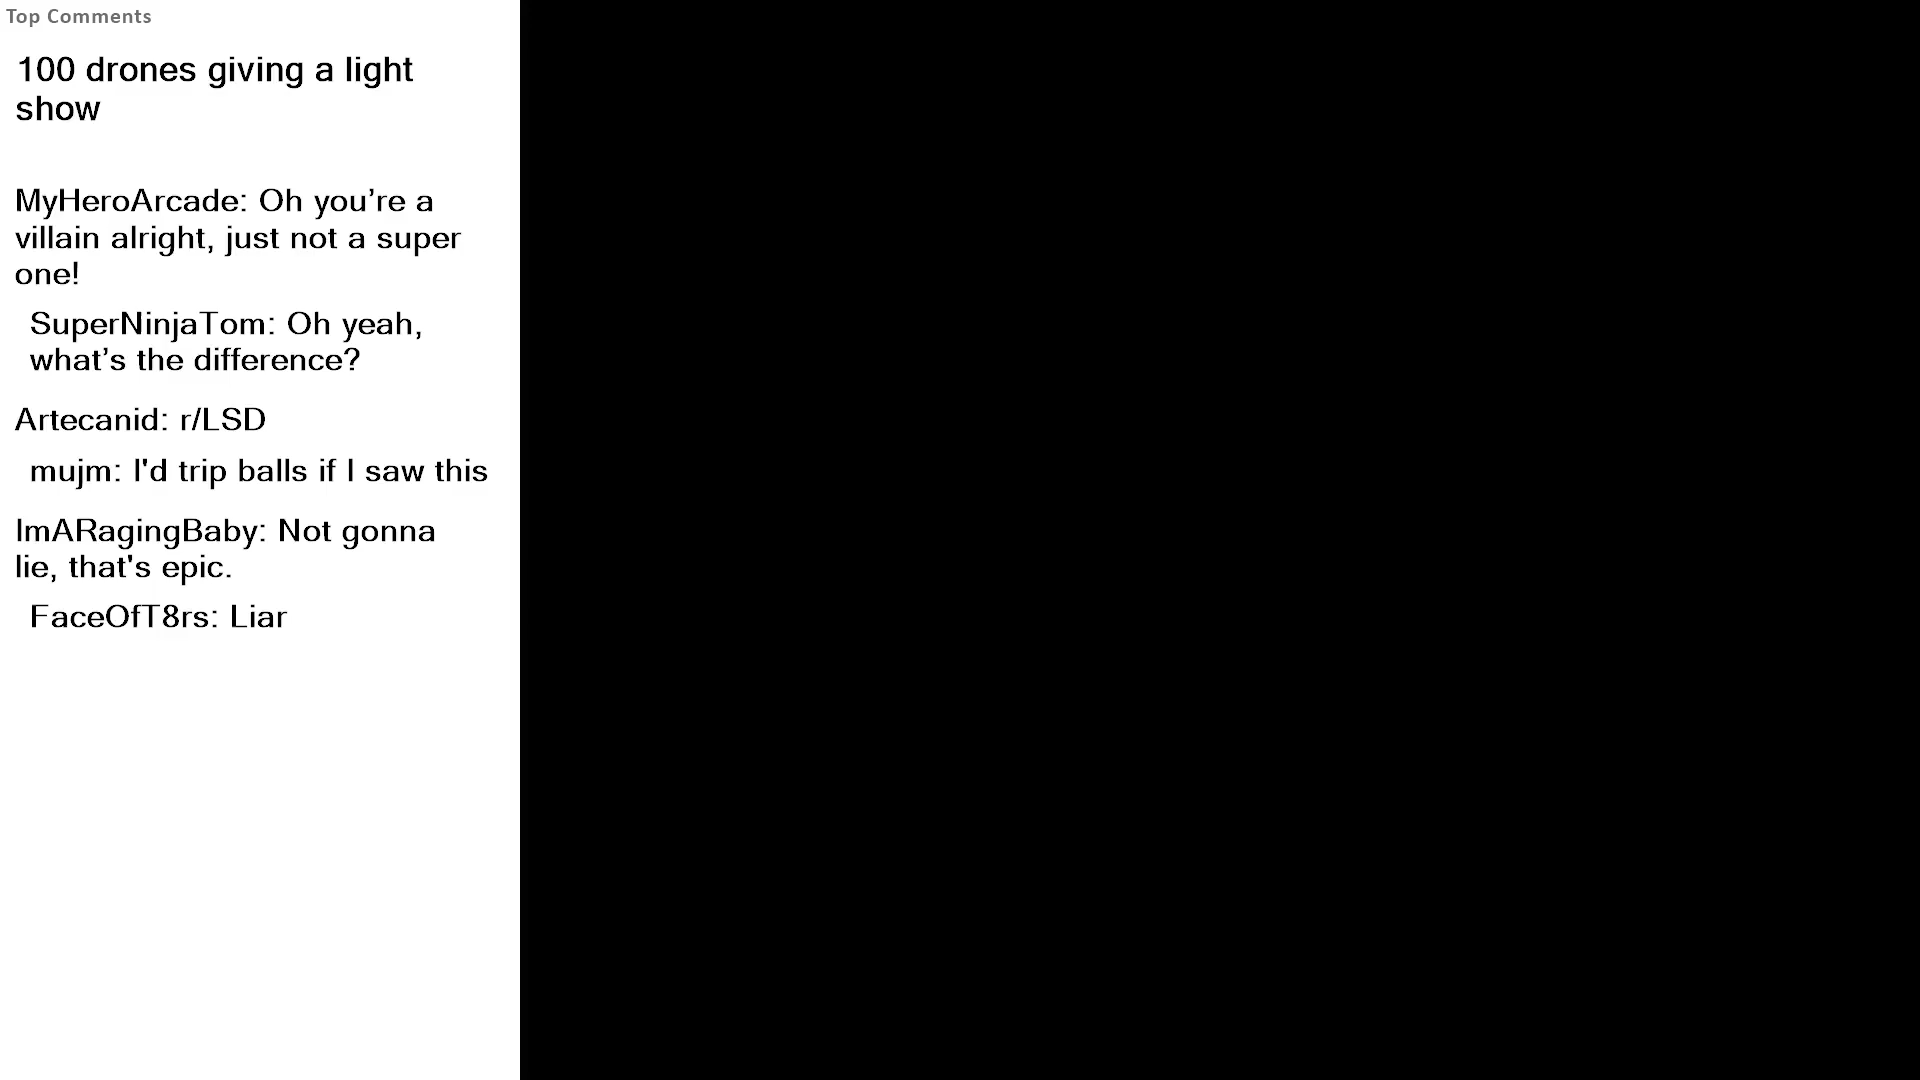 Top Comments
100 drones giving a light
show
MyHeroArcade: Oh you’re a
villain alright, just not a super
one!
SuperNinjaTom: Oh yeah,
what’s the difference?
Artecanid: r/LSD
mujm: I'd trip balls if I saw this
ImARagingBaby: Not gonna
lie, that's epic.
FaceOfT8rs: Liar